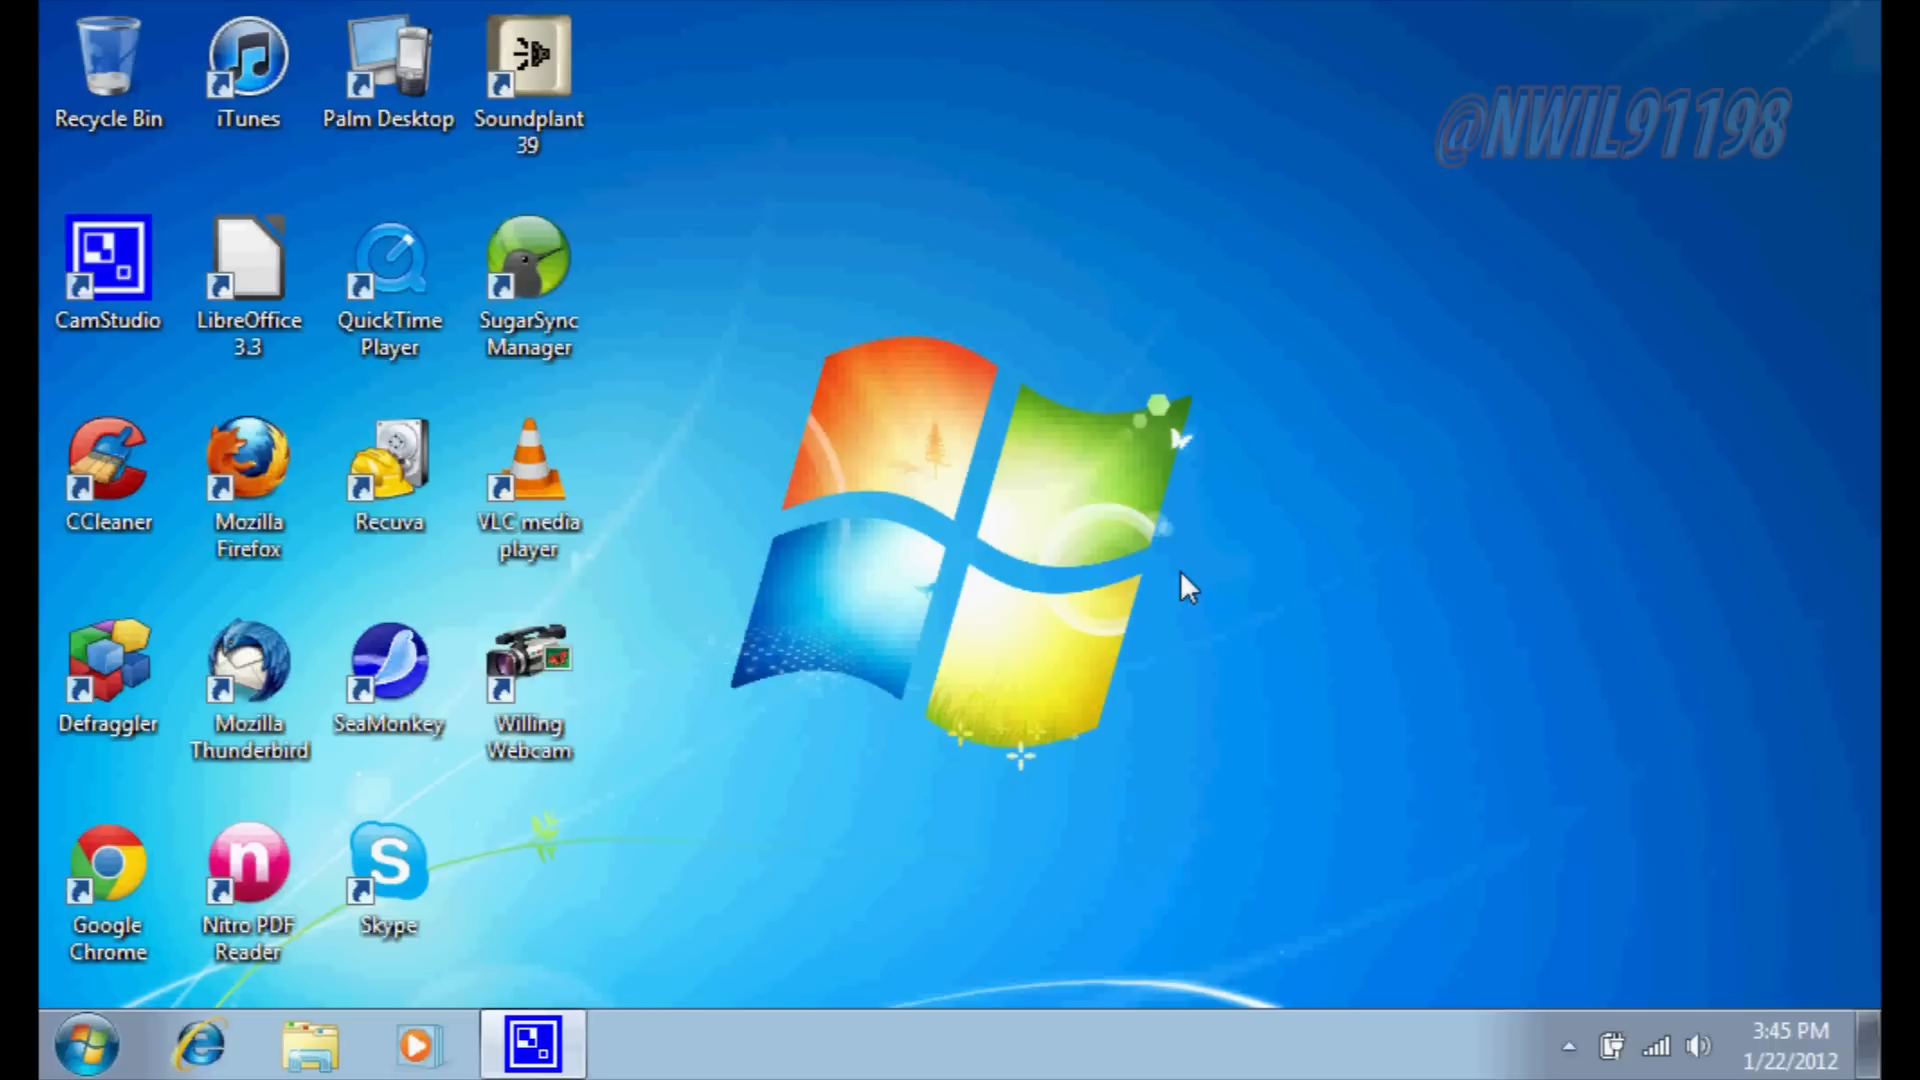 Recycle Bin
iTunes
Palm Desktop
Soundplant
39
@NWIL91198
CamStudio
LibreOffice
3.3
QuickTime
Player
SugarSync
Manager
CCleaner
Mozilla
Firefox
Recuva
VLC media
player
Defraggler
Mozilla
Thunderbird
SeaMonkey
Willing
Webcam
Google
Chrome
n
Nitro PDF
Reader
S
Skype
3:45 PM
1/22/2012